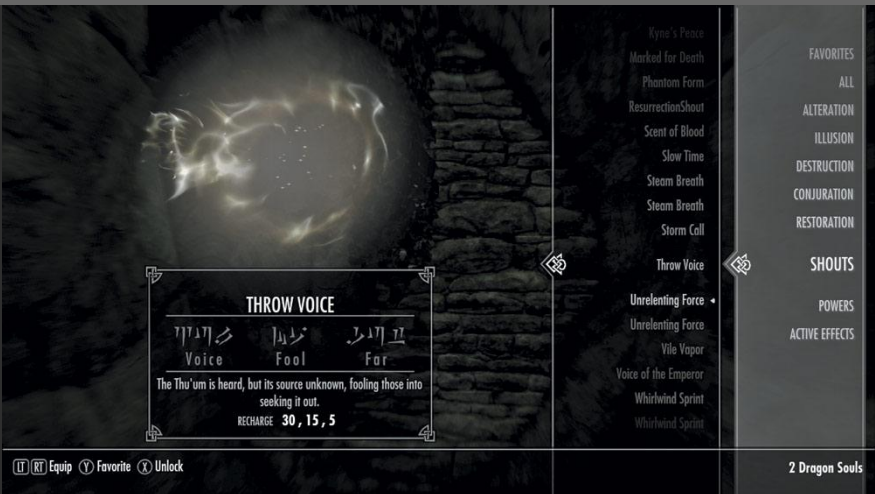 Kyne's Peace
Marked for Death
Phantom Form
ResurrectionShout
Scent of Blood
Slow Time
Steam Breath
Steam Breath
Storm Call
Throw Voice
Unrelenting Force
Unrelenting Force
Vile Vapor
Voice of the Emperor
Whirlwind Sprint
Whirlwind Sprint
FAVORITES
ALL
ALTERATION
ILLUSION
DESTRUCTION
CONJURATION
RESTORATION
SHOUTS
POWERS
ACTIVE EFFECTS
THROW VOICE
Voice Fool Far
The Thu'um is heard, but its source unknown, fooling those into
seeking it out.
RECHARGE 30, 15, 5
LT RT Equip Y Favorite X Unlock
2 Dragon Souls